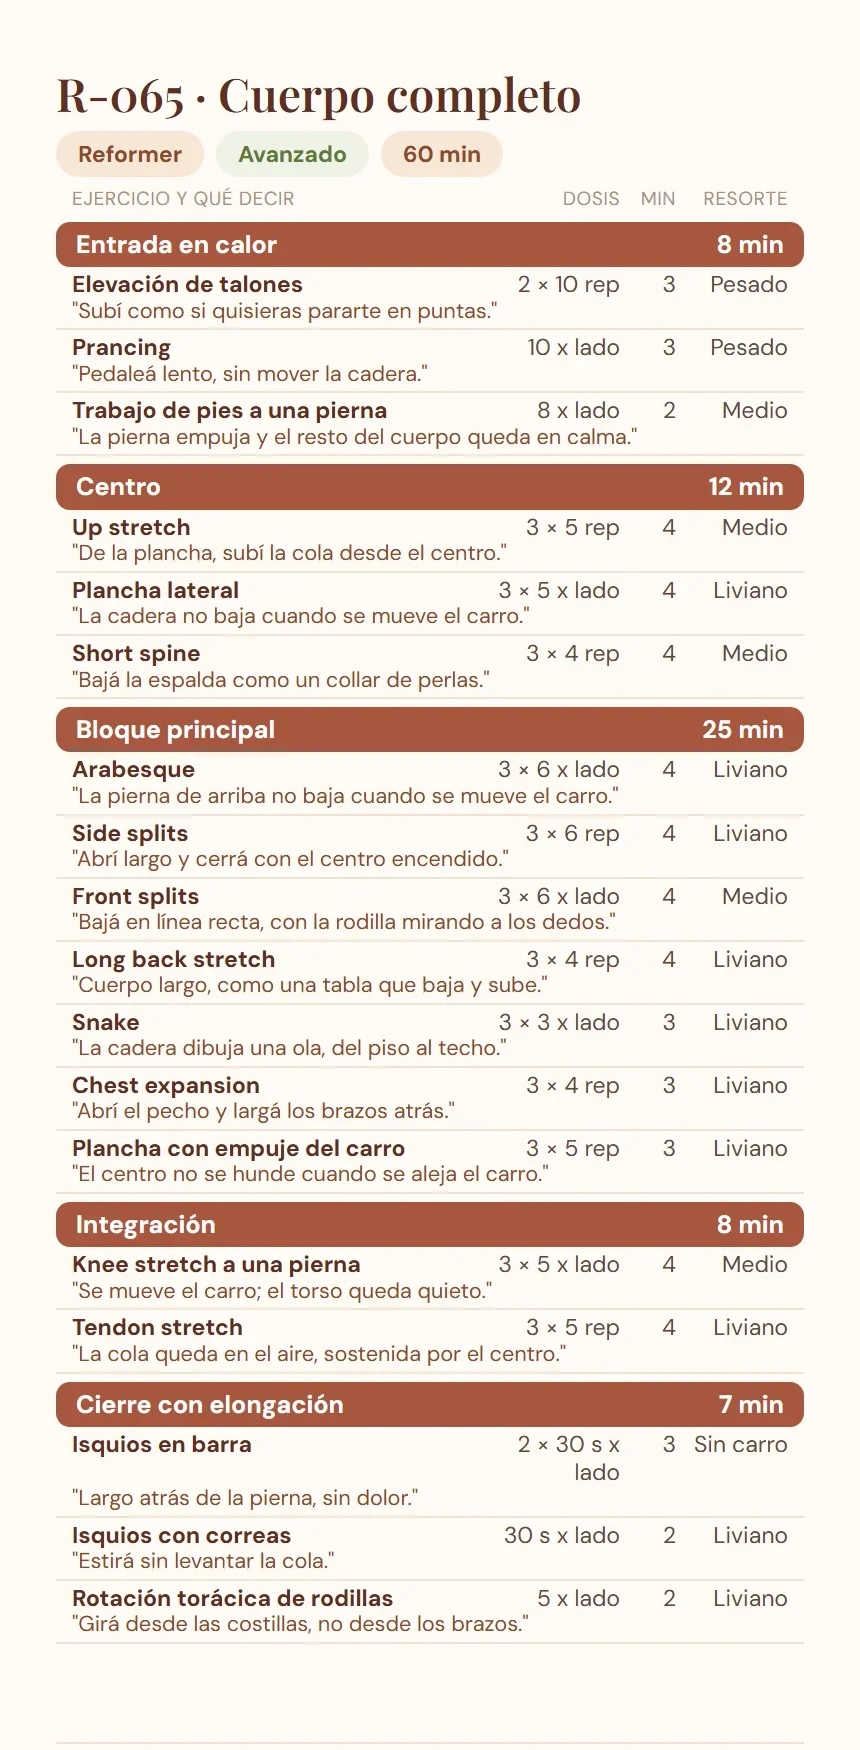 R-065 · Cuerpo completo
Reformer Avanzado 60 min
EJERCICIO Y QUÉ DECIR DOSIS MIN RESORTE
Entrada en calor 8 min
Elevación de talones 2 × 10 rep 3 Pesado
"Subí como si quisieras pararte en puntas."
Prancing 10 x lado 3 Pesado
"Pedaleá lento, sin mover la cadera."
Trabajo de pies a una pierna 8 x lado 2 Medio
"La pierna empuja y el resto del cuerpo queda en calma."
Centro 12 min
Up stretch 3 × 5 rep 4 Medio
"De la plancha, subí la cola desde el centro."
Plancha lateral 3 × 5 x lado 4 Liviano
"La cadera no baja cuando se mueve el carro."
Short spine 3 × 4 rep 4 Medio
"Bajá la espalda como un collar de perlas."
Bloque principal 25 min
Arabesque 3 × 6 x lado 4 Liviano
"La pierna de arriba no baja cuando se mueve el carro."
Side splits 3 × 6 rep 4 Liviano
"Abrí largo y cerrá con el centro encendido."
Front splits 3 × 6 x lado 4 Medio
"Bajá en línea recta, con la rodilla mirando a los dedos."
Long back stretch 3 × 4 rep 4 Liviano
"Cuerpo largo, como una tabla que baja y sube."
Snake 3 × 3 x lado 3 Liviano
"La cadera dibuja una ola, del piso al techo."
Chest expansion 3 × 4 rep 3 Liviano
"Abrí el pecho y largá los brazos atrás."
Plancha con empuje del carro 3 × 5 rep 3 Liviano
"El centro no se hunde cuando se aleja el carro."
Integración 8 min
Knee stretch a una pierna 3 × 5 x lado 4 Medio
"Se mueve el carro; el torso queda quieto."
Tendon stretch 3 × 5 rep 4 Liviano
"La cola queda en el aire, sostenida por el centro."
Cierre con elongación 7 min
Isquios en barra 2 × 30 s x 3 Sin carro
lado
"Largo atrás de la pierna, sin dolor."
Isquios con correas 30 s x lado 2 Liviano
"Estirá sin levantar la cola."
Rotación torácica de rodillas 5 x lado 2 Liviano
"Girá desde las costillas, no desde los brazos."